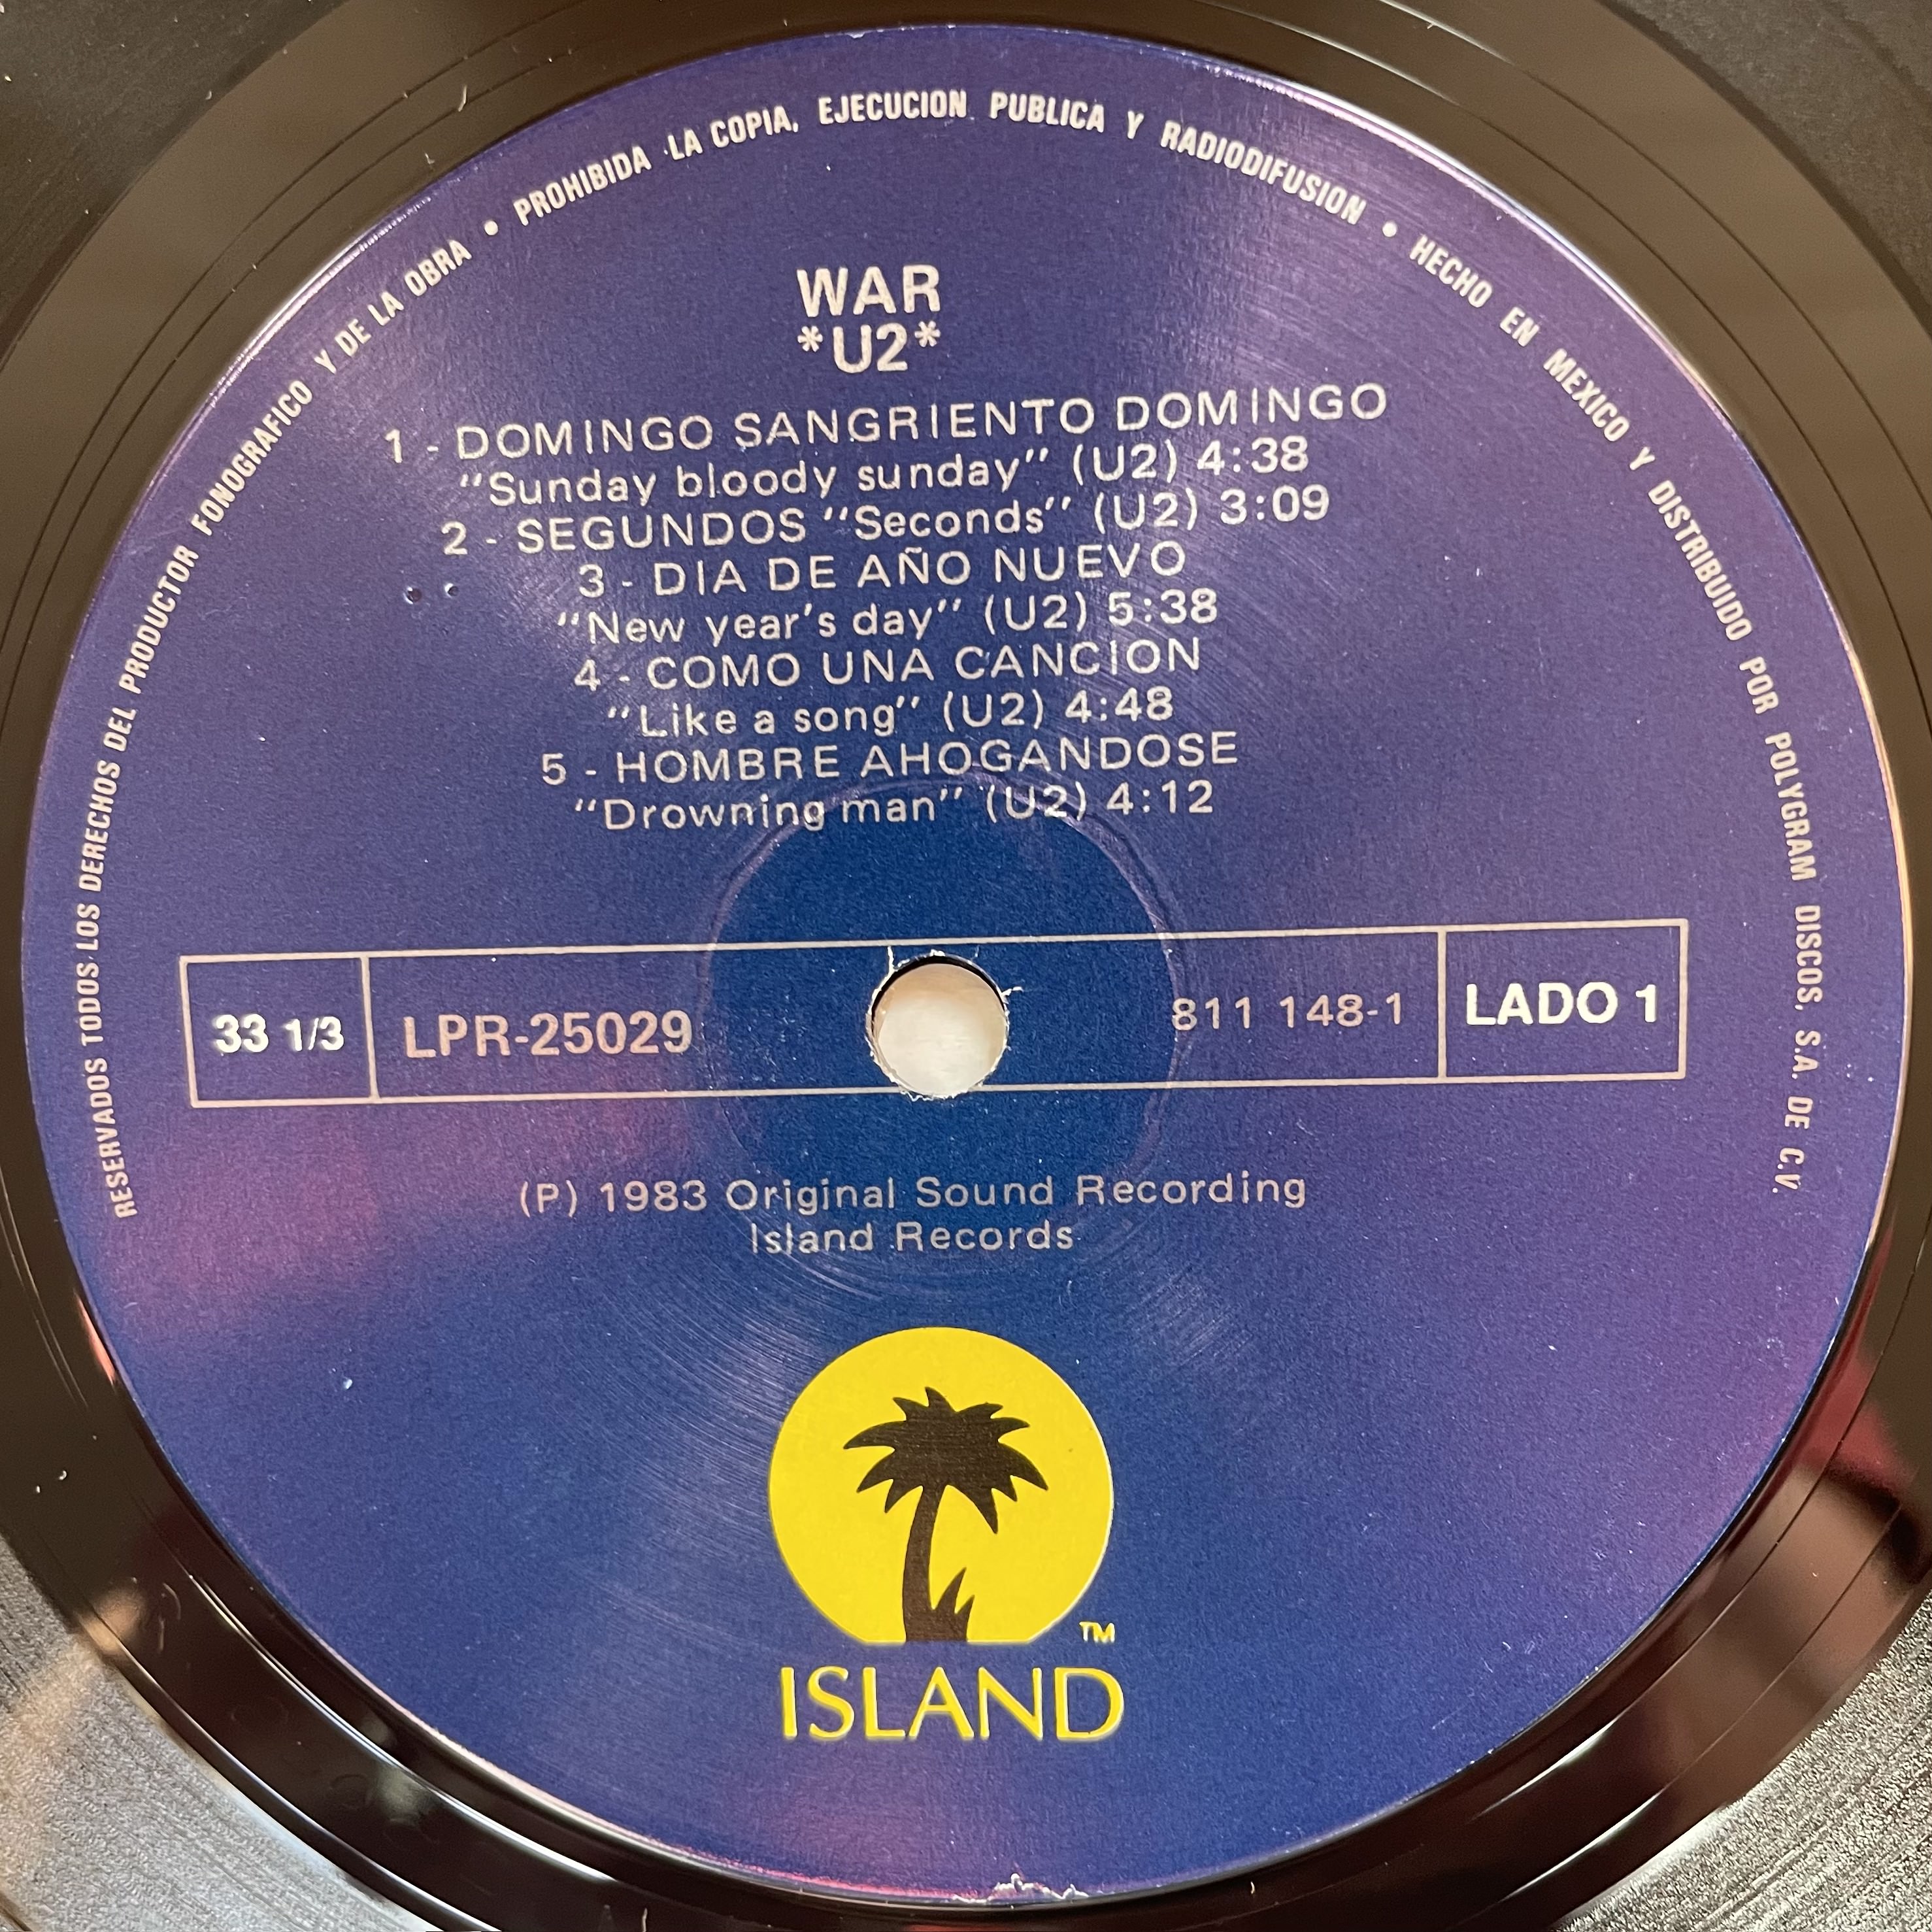 RESERVADOS TODOS LOS DERECHOS DEL PRODUCTOR FONOGRAFICO Y DE LA OBRA • PROHIBIDA LA COPIA, EJECUCION PUBLICA Y RADIODIFUSION • HECHO EN MEXICO Y DISTRIBUIDO POR POLYGRAM DISCOS, S.A. DE C.V.
WAR
*U2*
1 - DOMINGO SANGRIENTO DOMINGO
"Sunday bloody sunday" (U2) 4:38
2 - SEGUNDOS "Seconds" (U2) 3:09
3 - DIA DE AÑO NUEVO
"New year's day" (U2) 5:38
4 - COMO UNA CANCION
"Like a song" (U2) 4:48
5 - HOMBRE AHOGANDOSE
"Drowning man" (U2) 4:12
33 1/3 LPR-25029 811 148-1 LADO 1
(P) 1983 Original Sound Recording
Island Records
TM
ISLAND